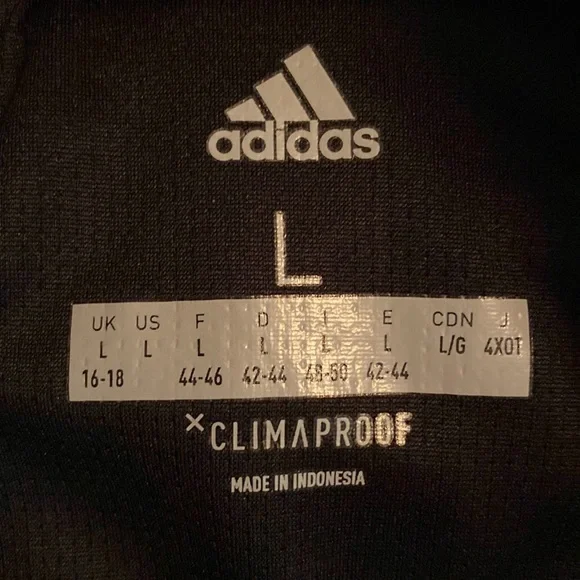 adidas
L
UK US F D I E CDN J
L L L L L L L/G 4XOT
16-18 44-46 42-44 48-50 42-44
×CLIMAPROOF
MADE IN INDONESIA